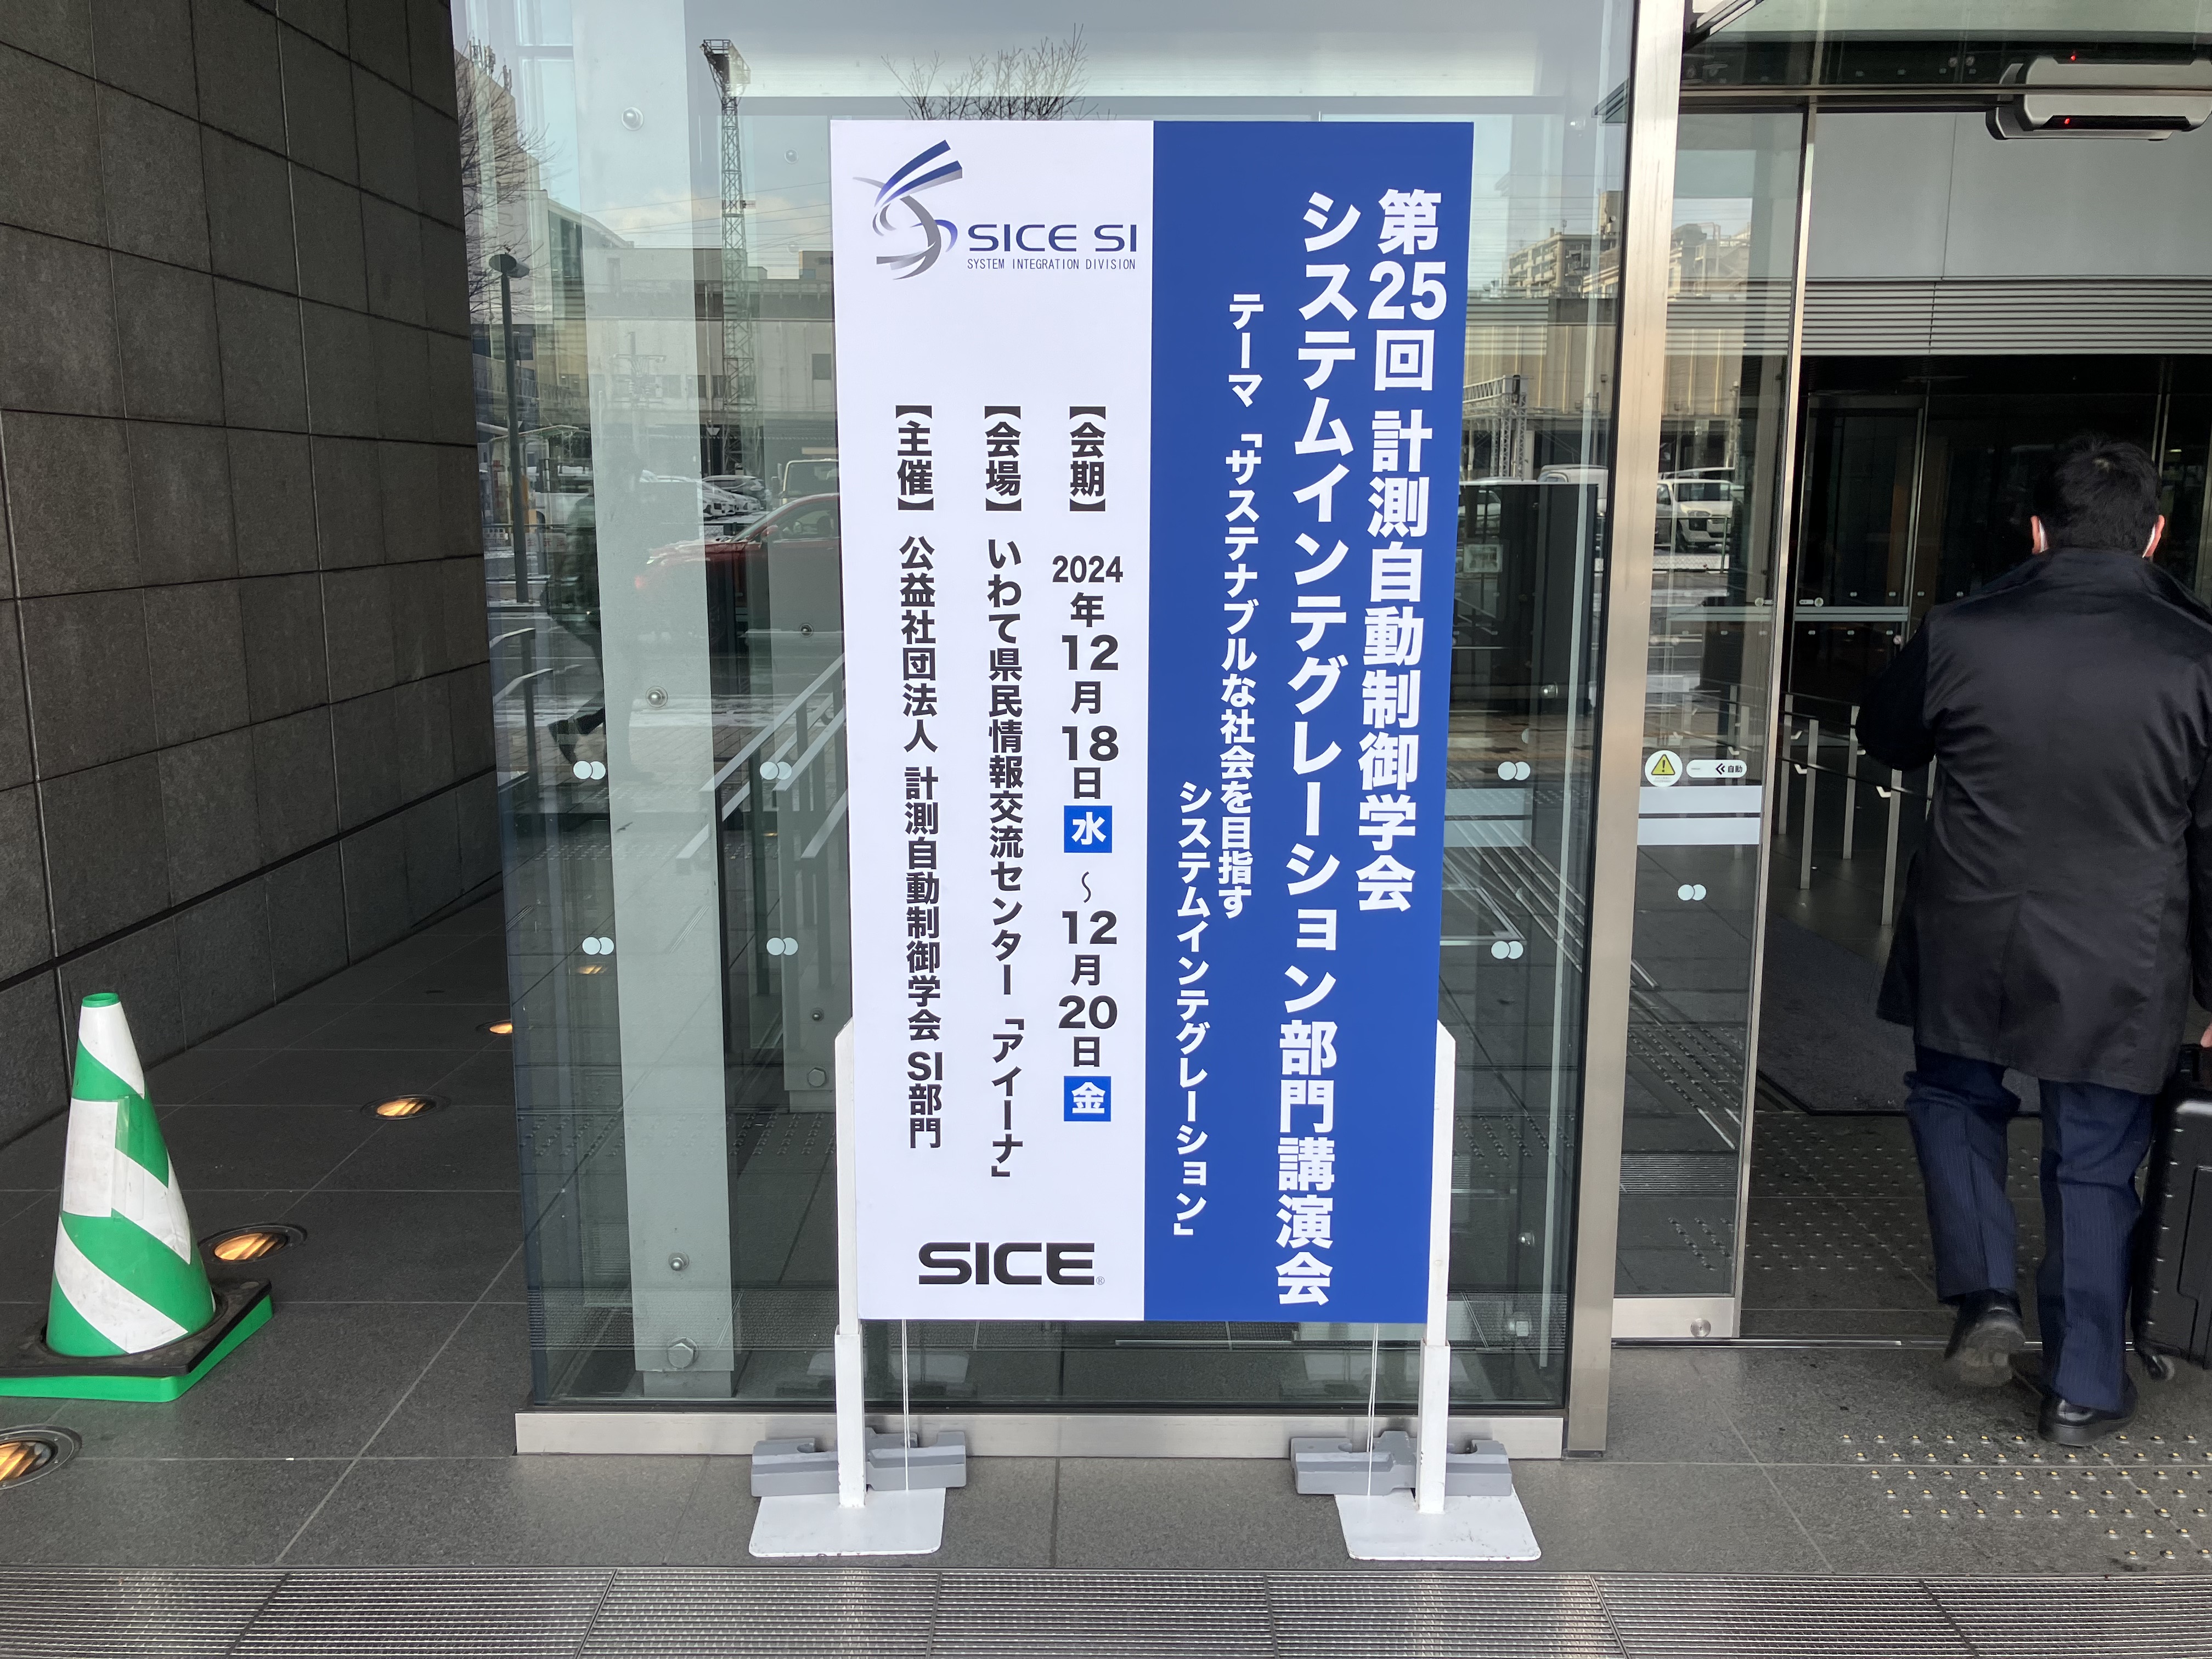 第25回 計測自動制御学会
システムインテグレーション部門講演会
テーマ「サステナブルな社会を目指す
システムインテグレーション」
SICE SI
SYSTEM INTEGRATION DIVISION
【会期】 2024年12月18日 水 ～ 12月20日 金
【会場】 いわて県民情報交流センター「アイーナ」
【主催】 公益社団法人 計測自動制御学会 SI部門
SICE®
自動